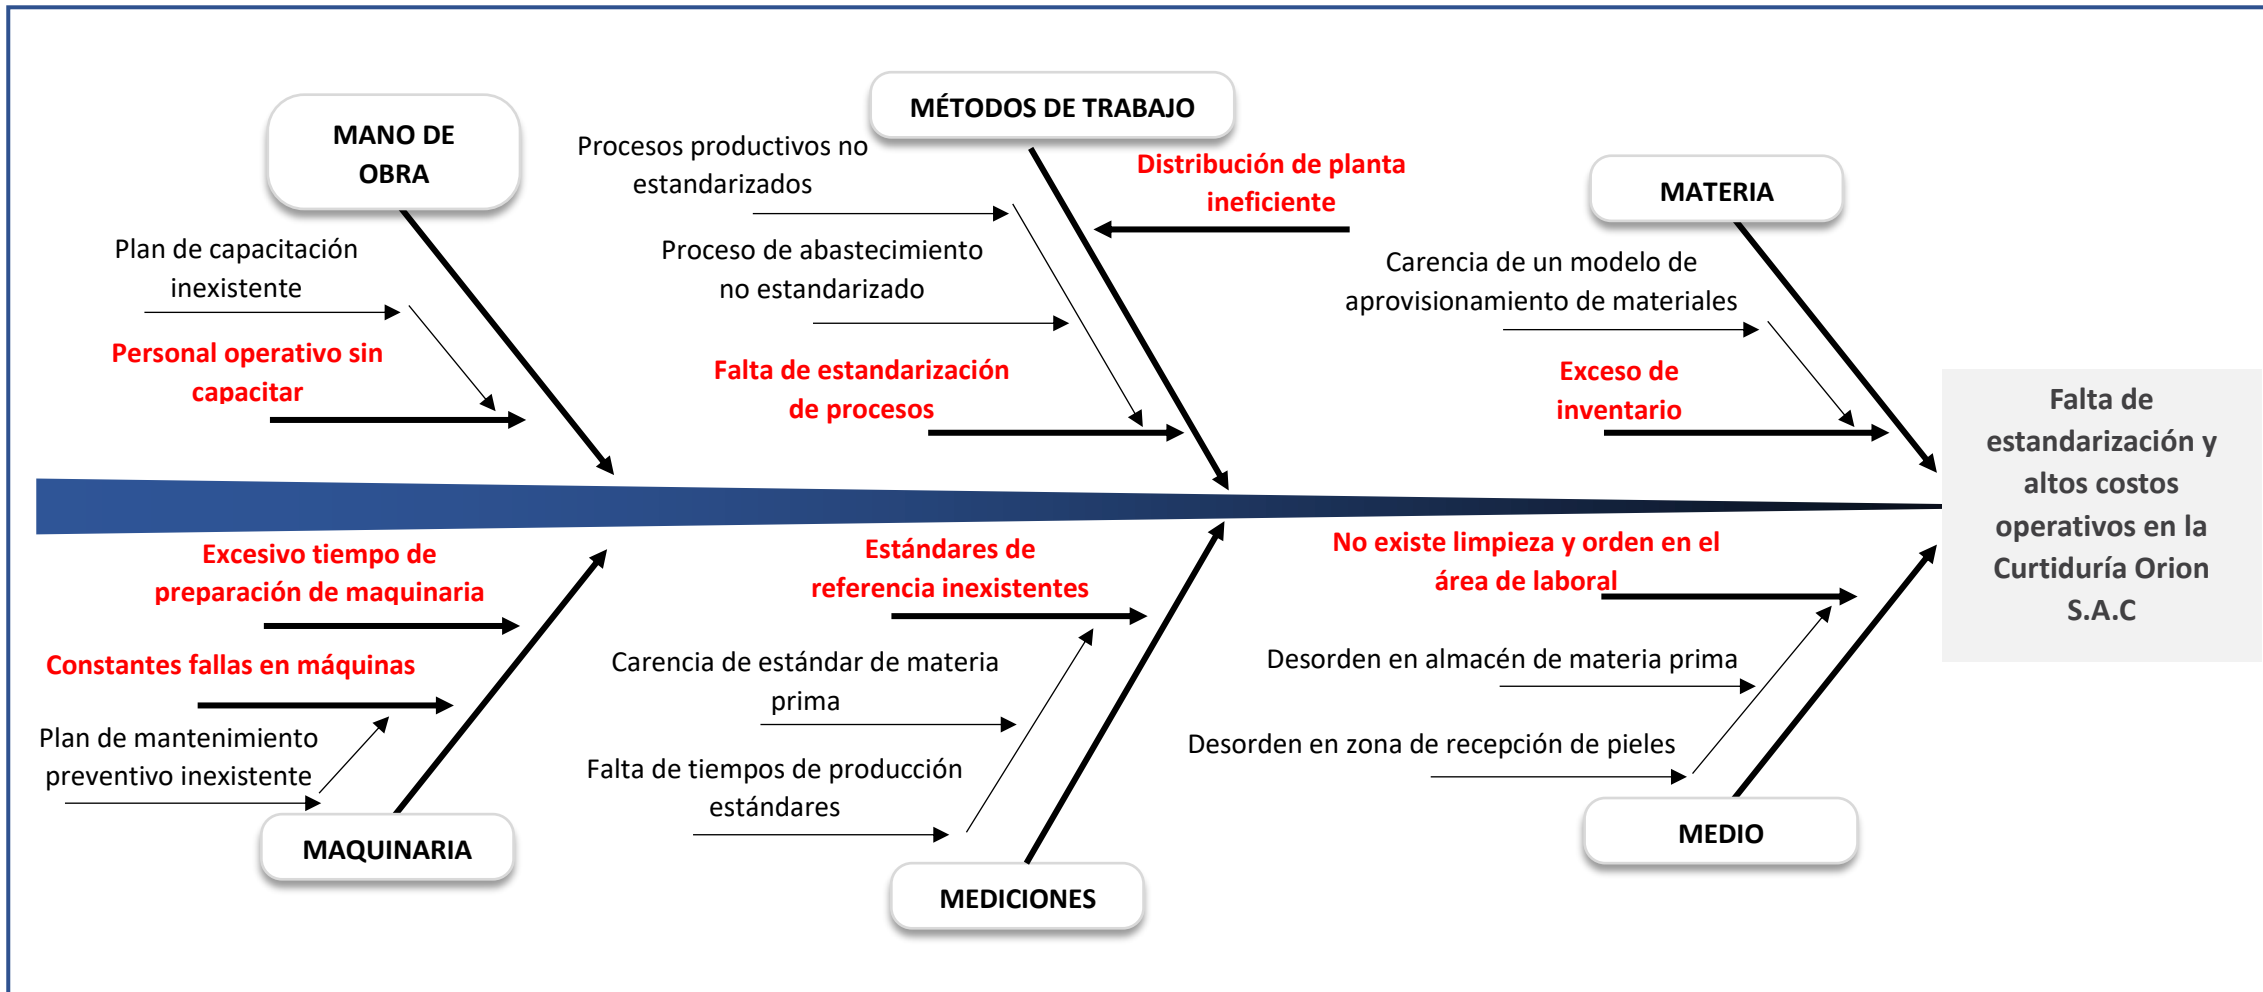 MANO DE
OBRA
Plan de capacitación
inexistente
Personal operativo sin
capacitar
MÉTODOS DE TRABAJO
Procesos productivos no
estandarizados
Proceso de abastecimiento
no estandarizado
Falta de estandarización
de procesos
Distribución de planta
ineficiente
MATERIA
Carencia de un modelo de
aprovisionamiento de materiales
Exceso de
inventario
Falta de
estandarización y
altos costos
operativos en la
Curtiduría Orion
S.A.C
Excesivo tiempo de
preparación de maquinaria
Constantes fallas en máquinas
Plan de mantenimiento
preventivo inexistente
MAQUINARIA
Estándares de
referencia inexistentes
Carencia de estándar de materia
prima
Falta de tiempos de producción
estándares
MEDICIONES
No existe limpieza y orden en el
área de laboral
Desorden en almacén de materia prima
Desorden en zona de recepción de pieles
MEDIO